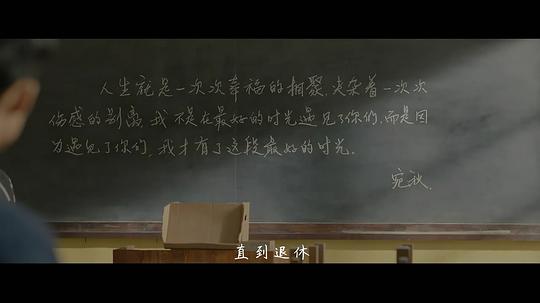 人生就是一次次幸福的相聚，夹杂着一次次
伤感的别离，我不是在最好的时光遇见了你们，而是因
为遇见了你们，我才有了这段最好的时光。
宛秋.
直到退休